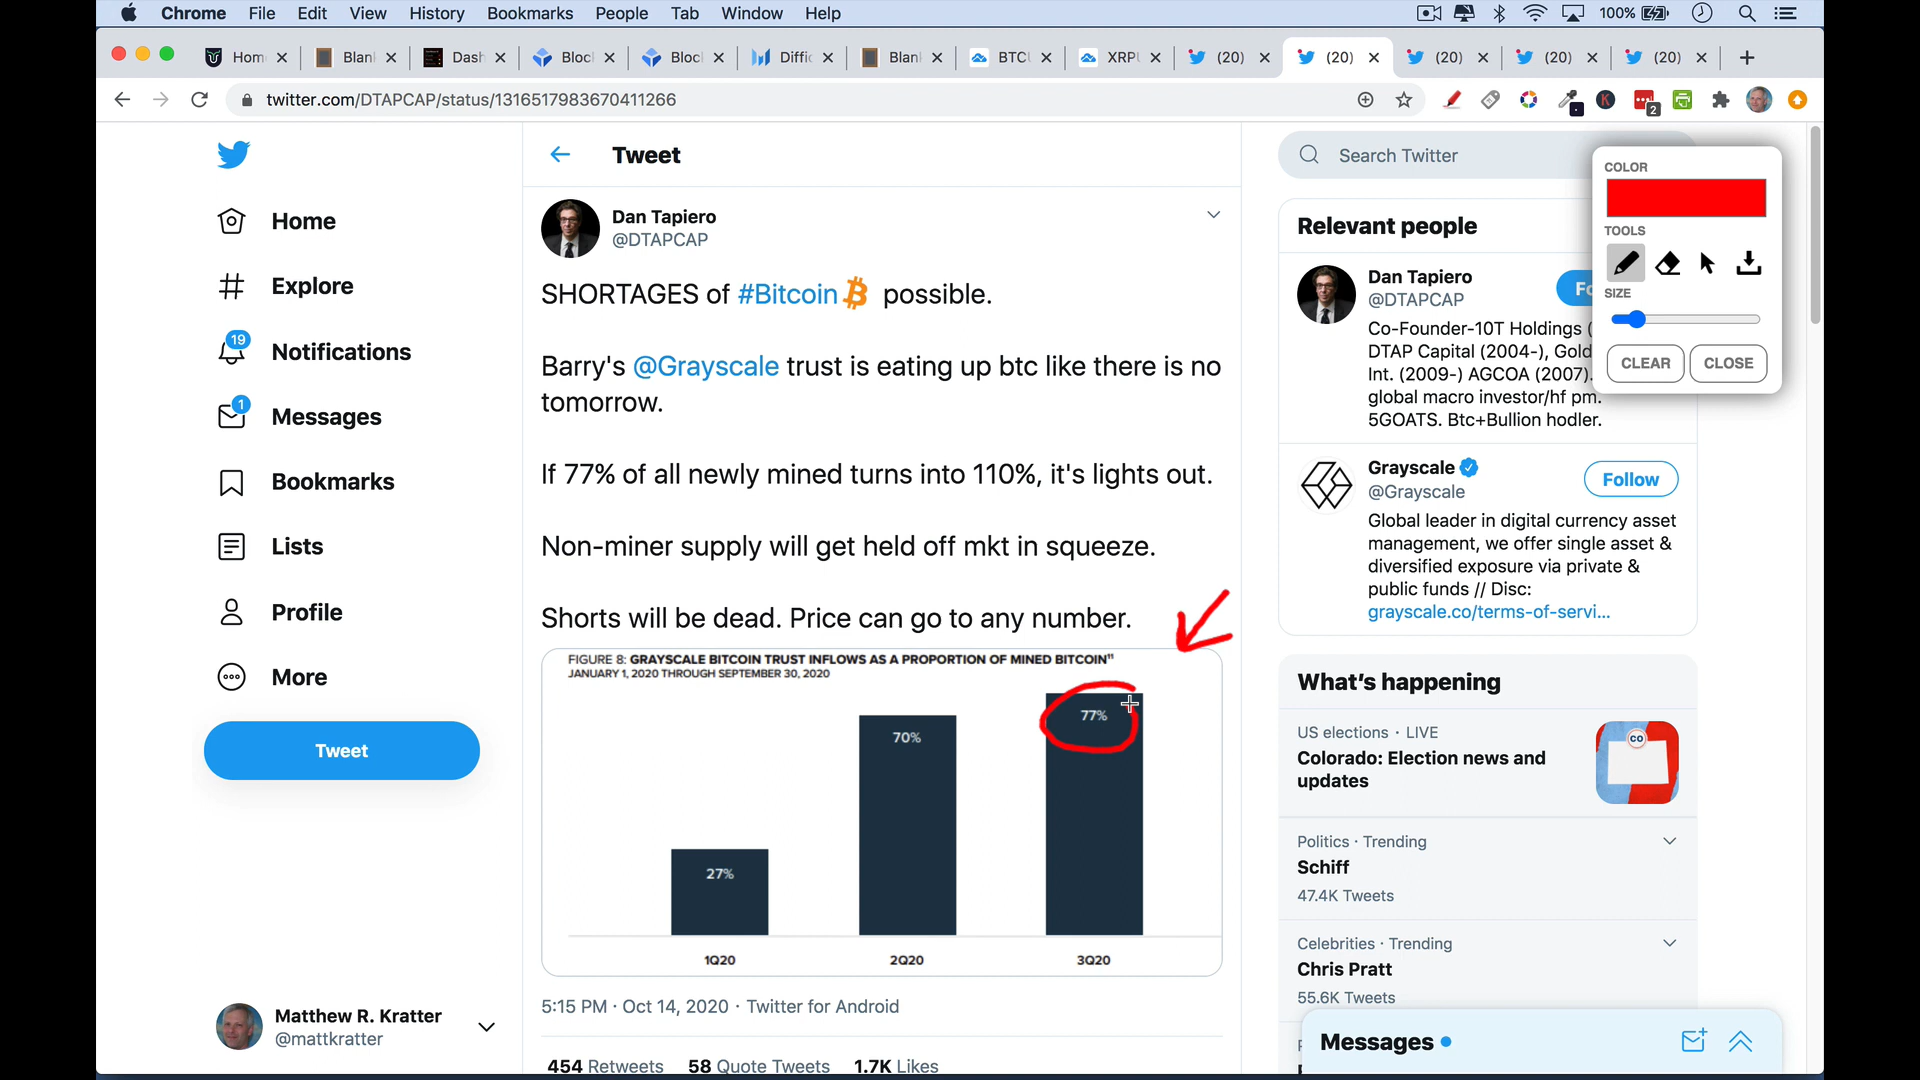 Chrome File Edit View History Bookmarks People Tab Window Help 100%
Hom Blan Dash Block Block Diffic Blan BTCU XRPU (20) (20) (20) (20) (20)
twitter.com/DTAPCAP/status/1316517983670411266
2
Tweet
Search Twitter
COLOR
TOOLS
SIZE
CLEAR CLOSE
Home
Explore
19
Notifications
1
Messages
Bookmarks
Lists
Profile
More
Tweet
Matthew R. Kratter
@mattkratter
Dan Tapiero
@DTAPCAP
SHORTAGES of #Bitcoin possible.
Barry's @Grayscale trust is eating up btc like there is no
tomorrow.
If 77% of all newly mined turns into 110%, it's lights out.
Non-miner supply will get held off mkt in squeeze.
Shorts will be dead. Price can go to any number.
FIGURE 8: GRAYSCALE BITCOIN TRUST INFLOWS AS A PROPORTION OF MINED BITCOIN¹¹
JANUARY 1, 2020 THROUGH SEPTEMBER 30, 2020
27%
70%
77%
1Q20 2Q20 3Q20
5:15 PM · Oct 14, 2020 · Twitter for Android
454 Retweets 58 Quote Tweets 1.7K Likes
Relevant people
Dan Tapiero
@DTAPCAP
Fo
Co-Founder-10T Holdings (
DTAP Capital (2004-), Gold
Int. (2009-) AGCOA (2007).
global macro investor/hf pm.
5GOATS. Btc+Bullion hodler.
Grayscale
@Grayscale
Follow
Global leader in digital currency asset
management, we offer single asset &
diversified exposure via private &
public funds // Disc:
grayscale.co/terms-of-servi...
What's happening
US elections · LIVE
Colorado: Election news and
updates
CO
Politics · Trending
Schiff
47.4K Tweets
Celebrities · Trending
Chris Pratt
55.6K Tweets
Messages